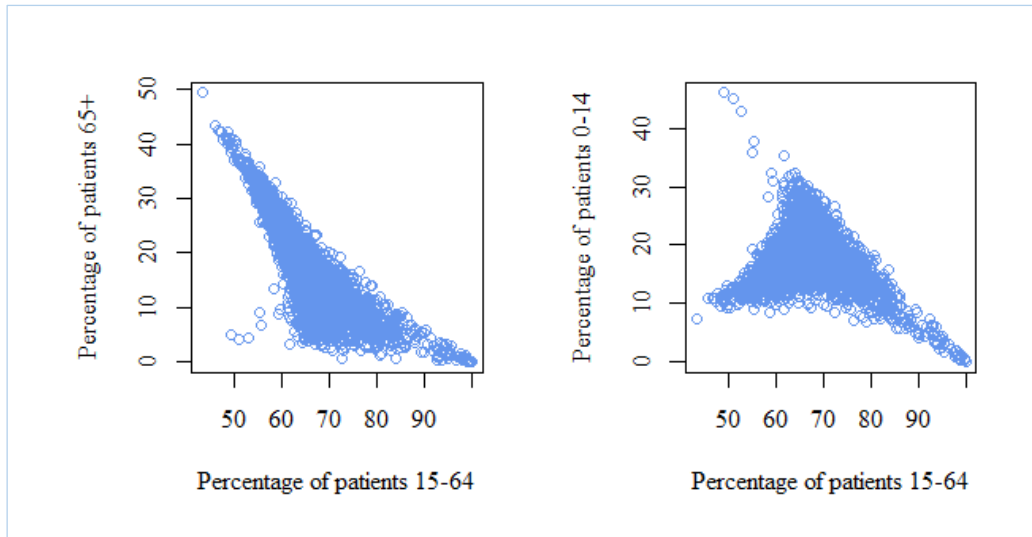 Percentage of patients 65+
0 10 20 30 40 50
50 60 70 80 90
Percentage of patients 15-64
Percentage of patients 0-14
0 10 20 30 40
50 60 70 80 90
Percentage of patients 15-64